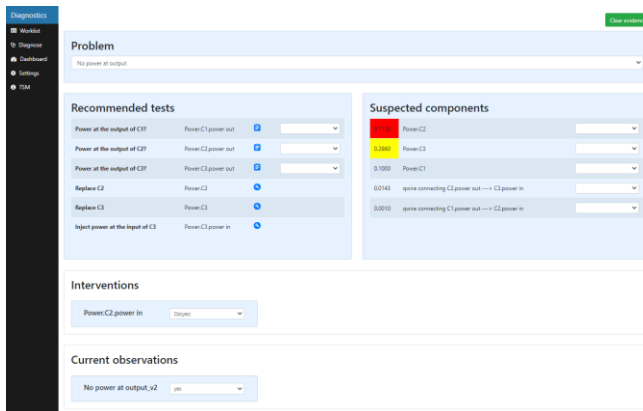 Diagnostics
Worklist
Diagnose
Dashboard
Settings
TSM
Clear evidence
Problem
No power at output
Recommended tests
Power at the output of C1? Power.C1.power out
Power at the output of C2? Power.C2.power out
Power at the output of C3? Power.C3.power out
Replace C2 Power.C2
Replace C3 Power.C3
Inject power at the input of C3 Power.C3.power in
Suspected components
Power.C2
0.2860 Power.C3
0.1000 Power.C1
0.0143 qwire connecting C2.power out ----> C3.power in
0.0010 qwire connecting C1.power out ----> C2.power in
Interventions
Power.C2.power in
Current observations
No power at output_v2 yes